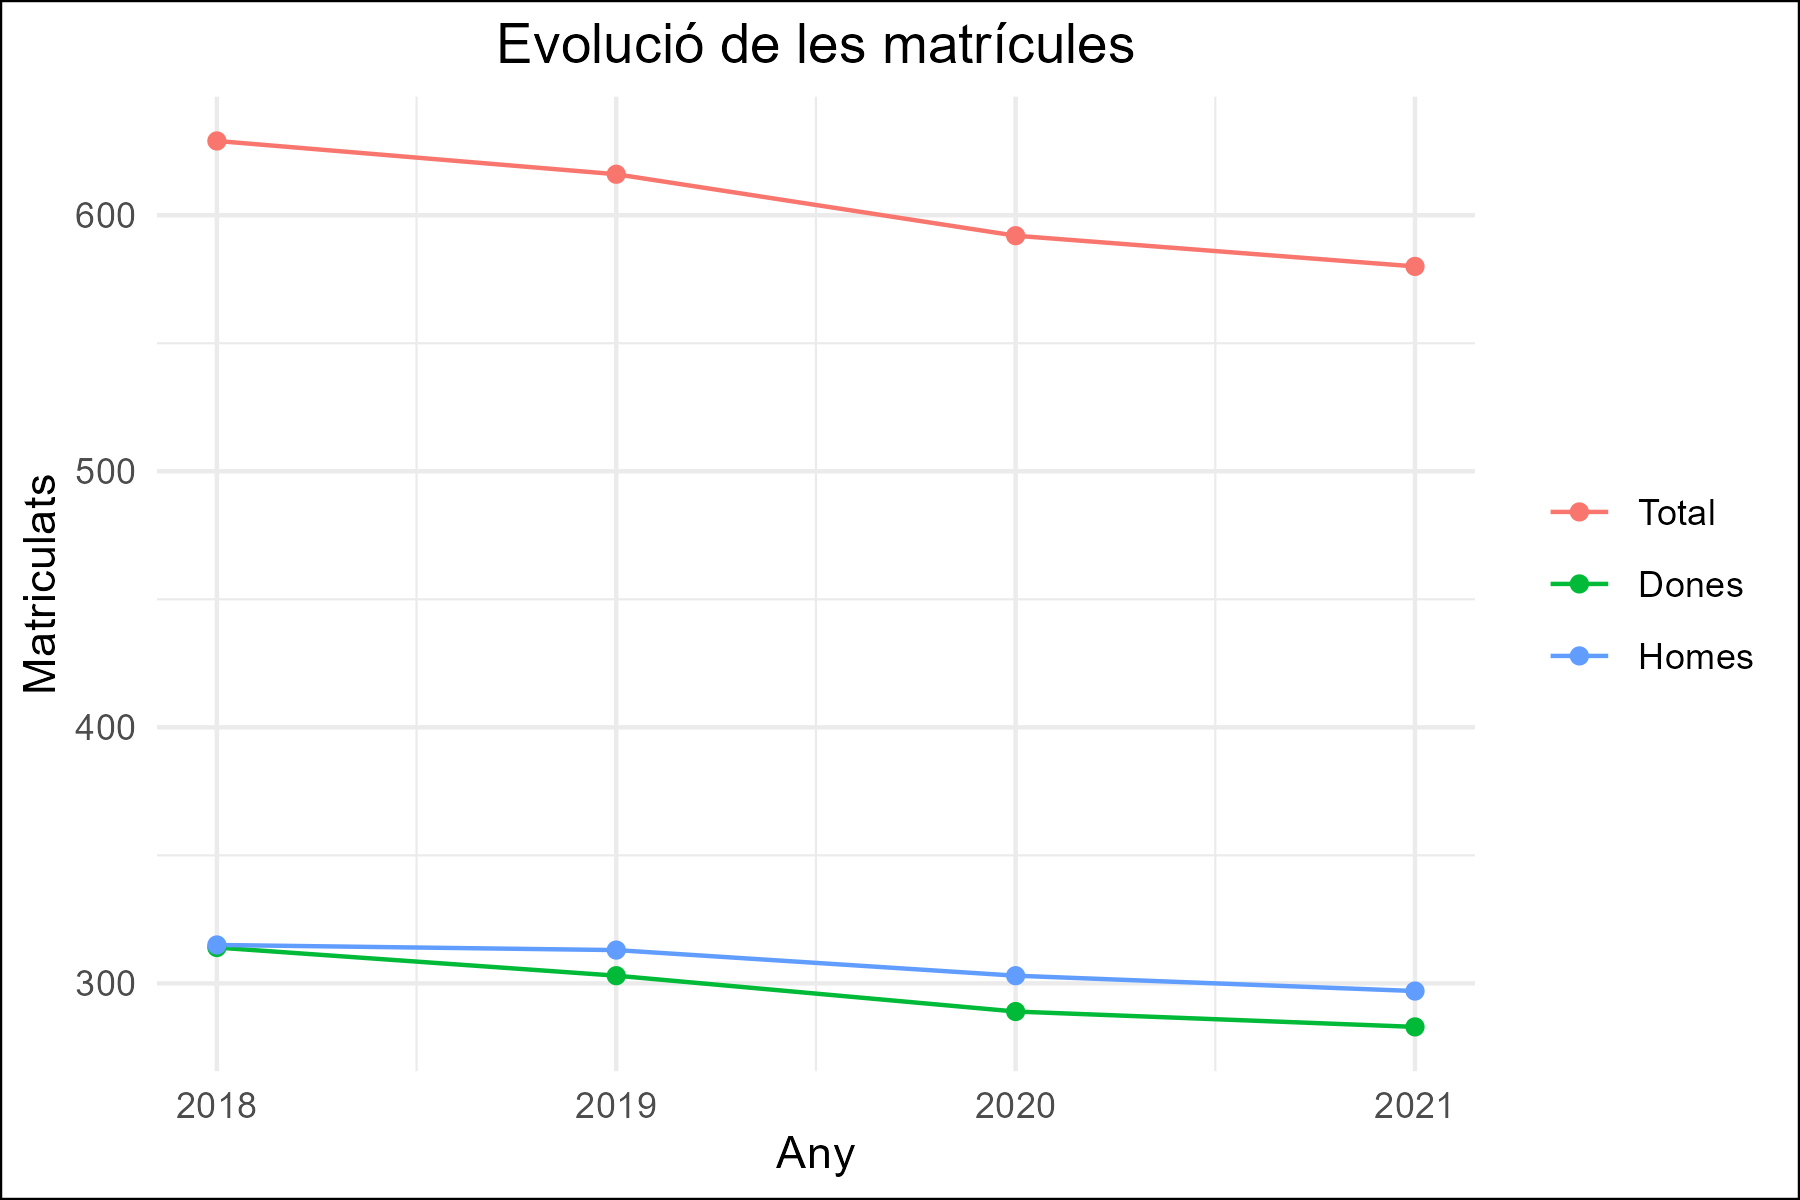 Evolució de les matrícules
Matriculats
600
500
400
300
2018
2019
2020
2021
Any
Total
Dones
Homes